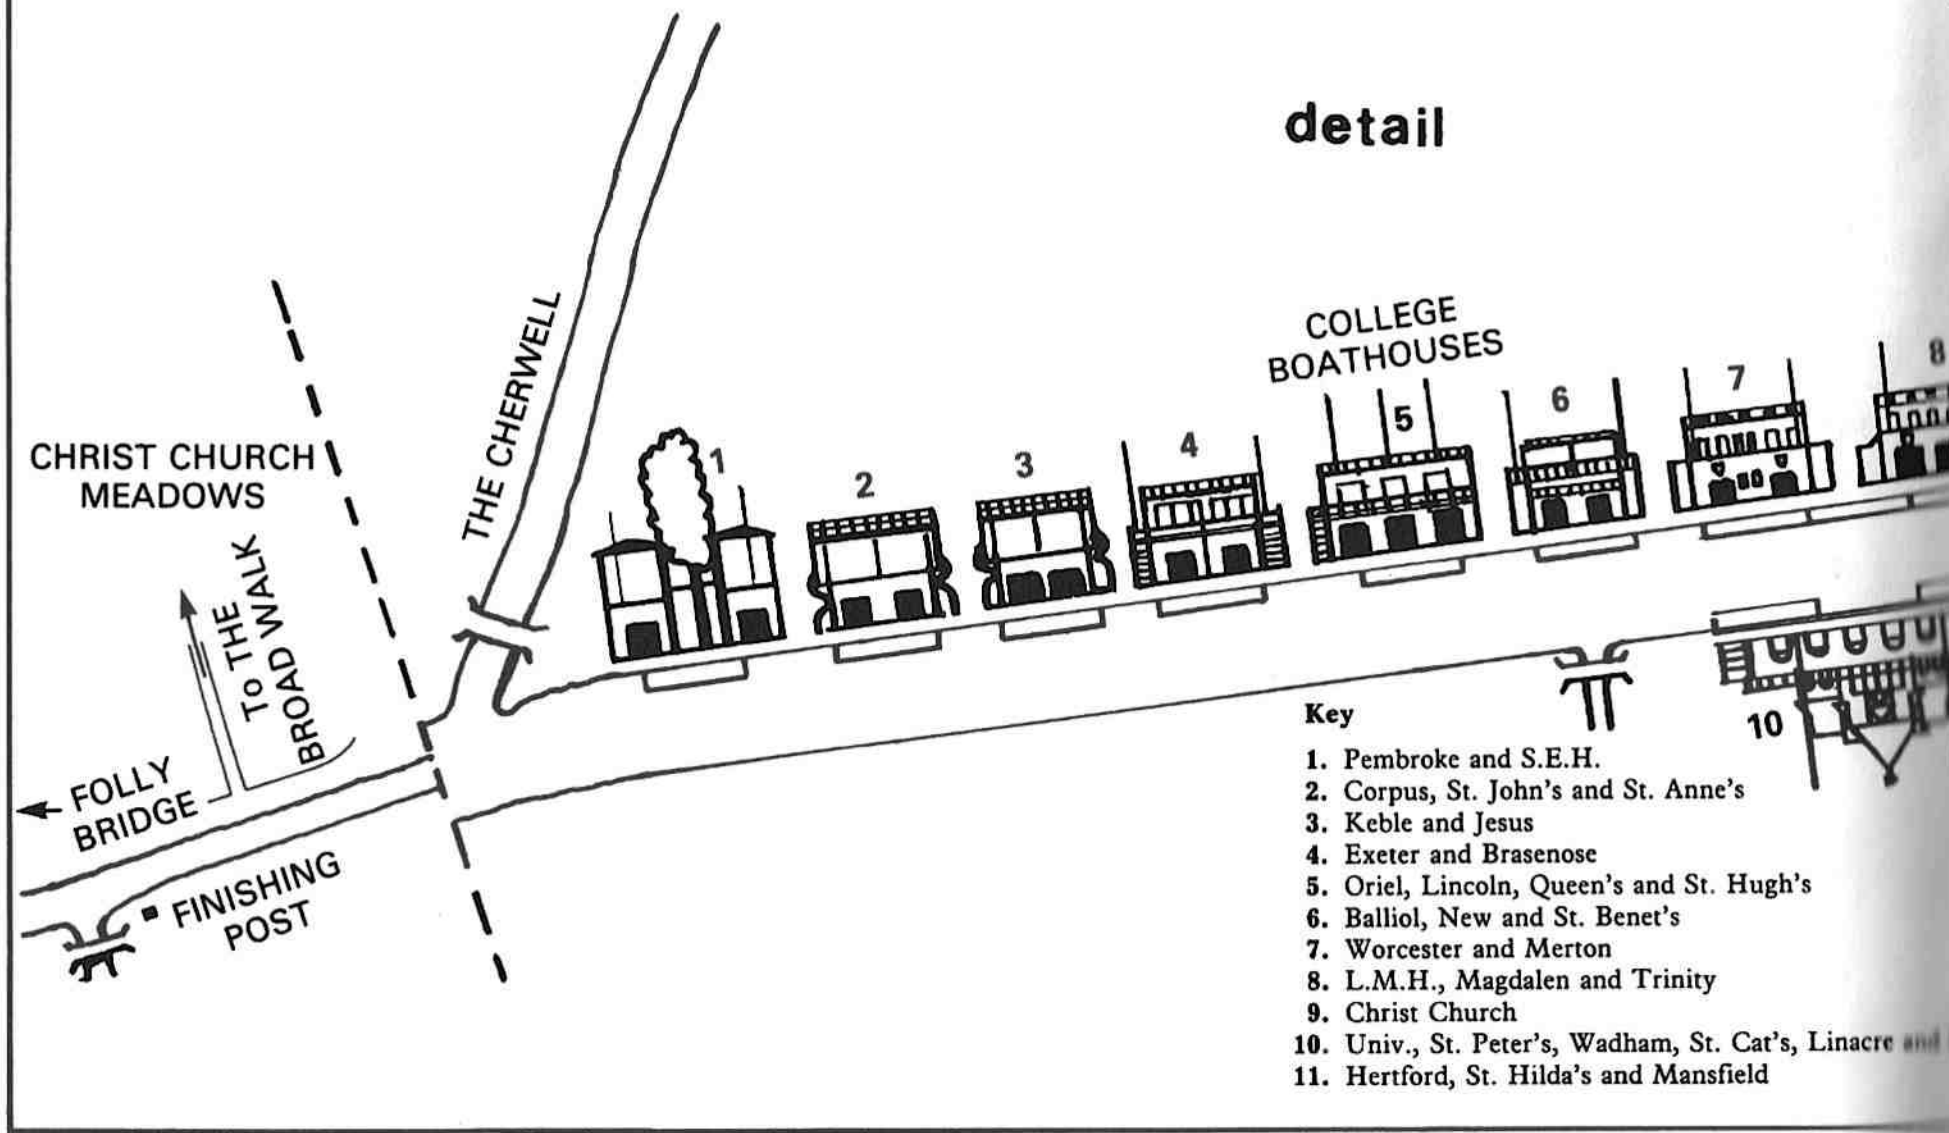 detail
COLLEGE
BOATHOUSES
THE CHERWELL
CHRIST CHURCH
MEADOWS
TO THE
BROAD WALK
FOLLY
BRIDGE
FINISHING
POST
1
2
3
4
5
6
7
8
10
Key
1. Pembroke and S.E.H.
2. Corpus, St. John's and St. Anne's
3. Keble and Jesus
4. Exeter and Brasenose
5. Oriel, Lincoln, Queen's and St. Hugh's
6. Balliol, New and St. Benet's
7. Worcester and Merton
8. L.M.H., Magdalen and Trinity
9. Christ Church
10. Univ., St. Peter's, Wadham, St. Cat's, Linacre and
11. Hertford, St. Hilda's and Mansfield